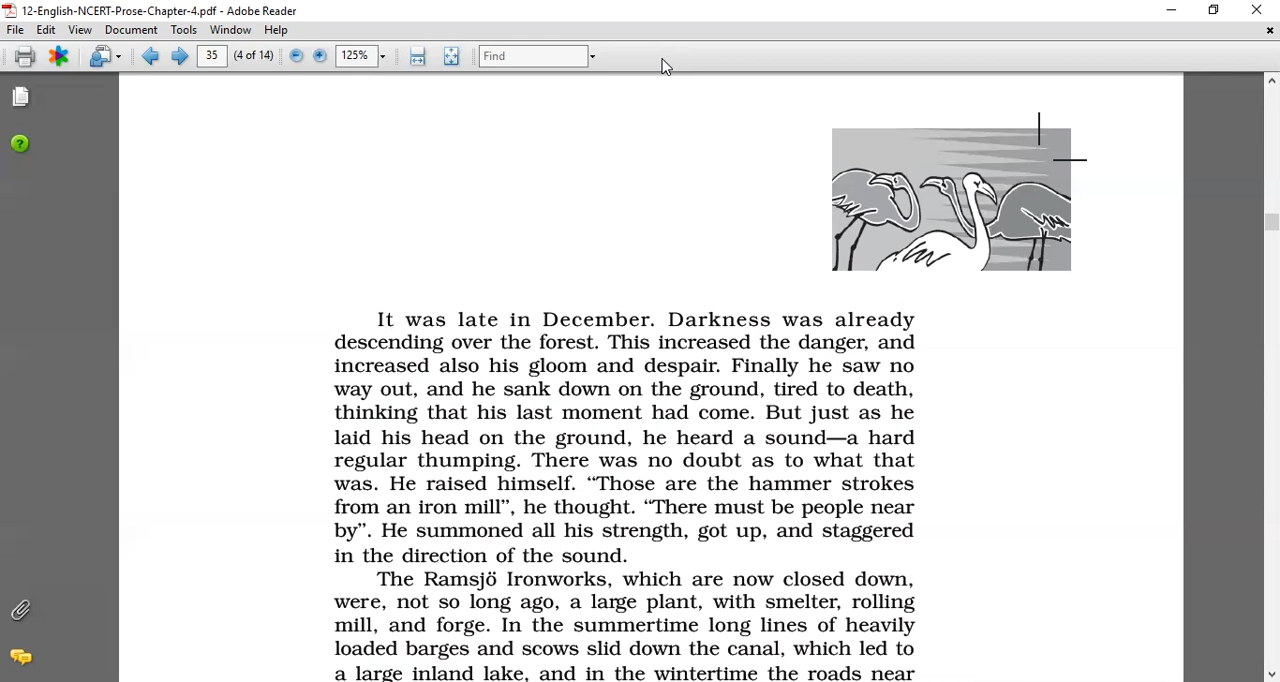 12-English-NCERT-Prose-Chapter-4.pdf - Adobe Reader
File Edit View Document Tools Window Help
35 (4 of 14) 125% Find
It was late in December. Darkness was already
descending over the forest. This increased the danger, and
increased also his gloom and despair. Finally he saw no
way out, and he sank down on the ground, tired to death,
thinking that his last moment had come. But just as he
laid his head on the ground, he heard a sound—a hard
regular thumping. There was no doubt as to what that
was. He raised himself. “Those are the hammer strokes
from an iron mill”, he thought. “There must be people near
by”. He summoned all his strength, got up, and staggered
in the direction of the sound.
The Ramsjö Ironworks, which are now closed down,
were, not so long ago, a large plant, with smelter, rolling
mill, and forge. In the summertime long lines of heavily
loaded barges and scows slid down the canal, which led to
a large inland lake, and in the wintertime the roads near